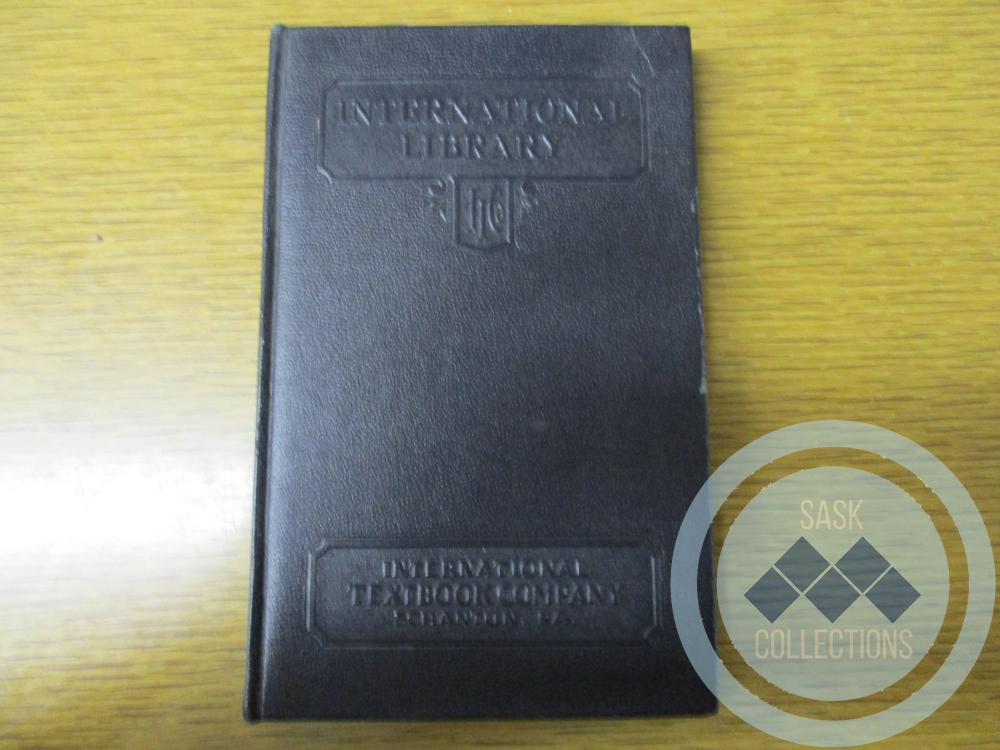 INTERNATIONAL
LIBRARY
ITC
INTERNATIONAL
TEXTBOOK COMPANY
SCRANTON, PA.
SASK
COLLECTIONS